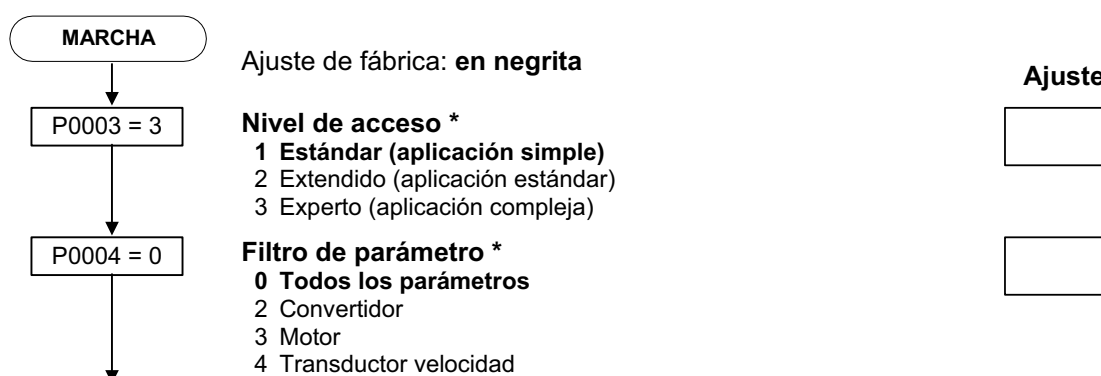 MARCHA
Ajuste de fábrica: en negrita
Ajuste
P0003 = 3
Nivel de acceso *
1 Estándar (aplicación simple)
2 Extendido (aplicación estándar)
3 Experto (aplicación compleja)
P0004 = 0
Filtro de parámetro *
0 Todos los parámetros
2 Convertidor
3 Motor
4 Transductor velocidad